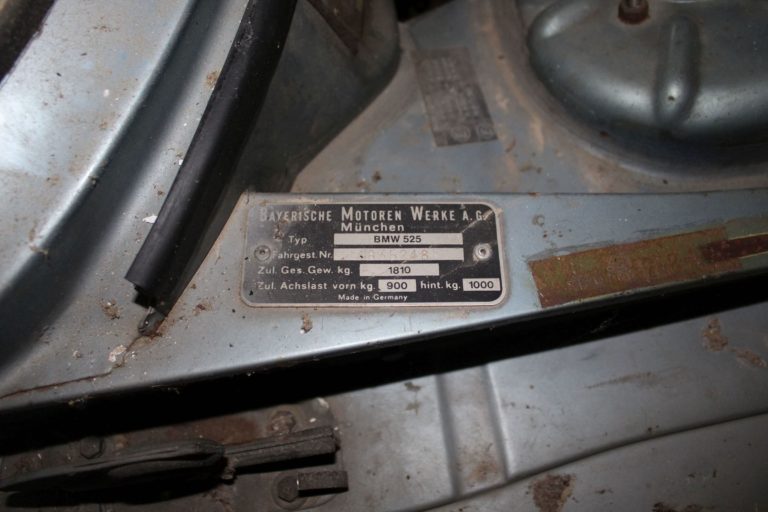 BAYERISCHE MOTOREN WERKE A.G.
München
Typ BMW 525
Fahrgest.Nr.
Zul. Ges. Gew. kg. 1810
Zul. Achslast vorn kg. 900 hint. kg. 1000
Made in Germany